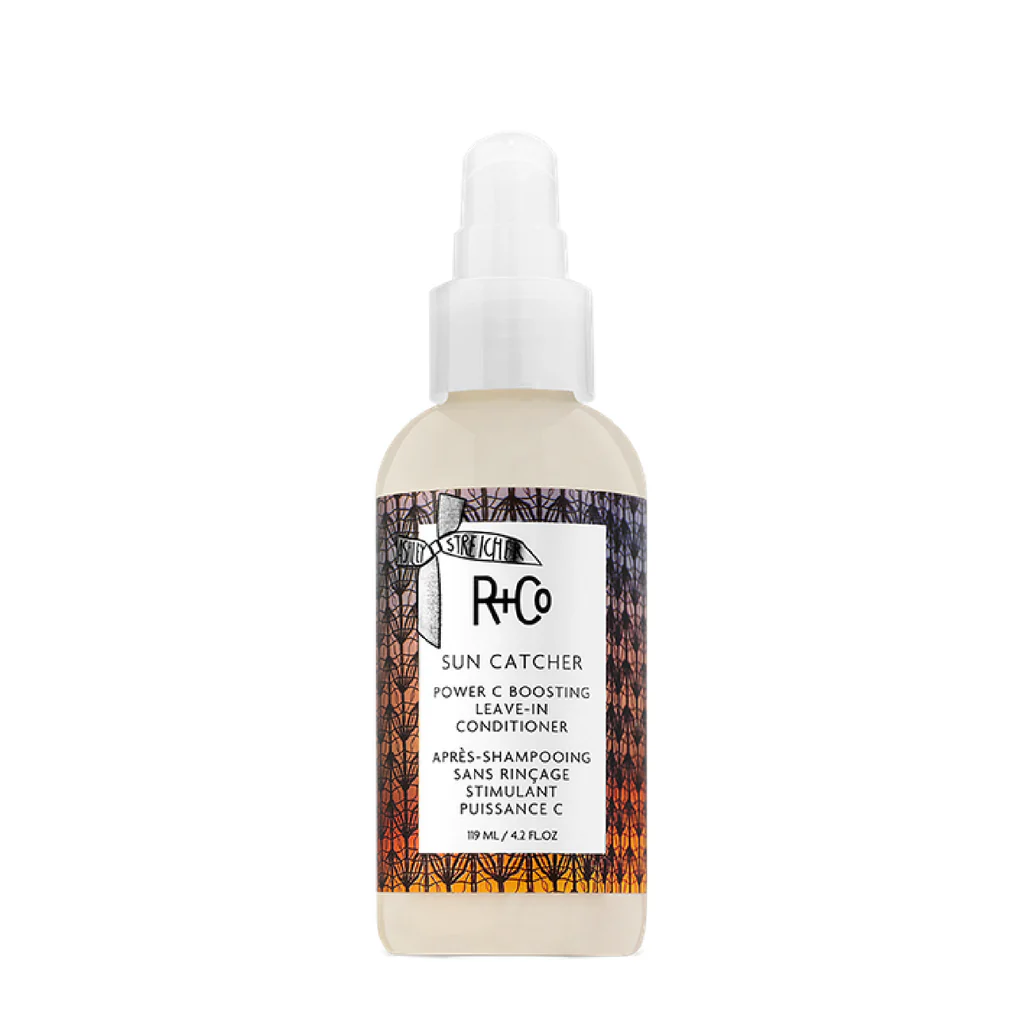 ASHLEY STREICHER
R+Co
SUN CATCHER
POWER C BOOSTING
LEAVE-IN
CONDITIONER
APRÈS-SHAMPOOING
SANS RINÇAGE
STIMULANT
PUISSANCE C
119 ML / 4.2 FL.OZ